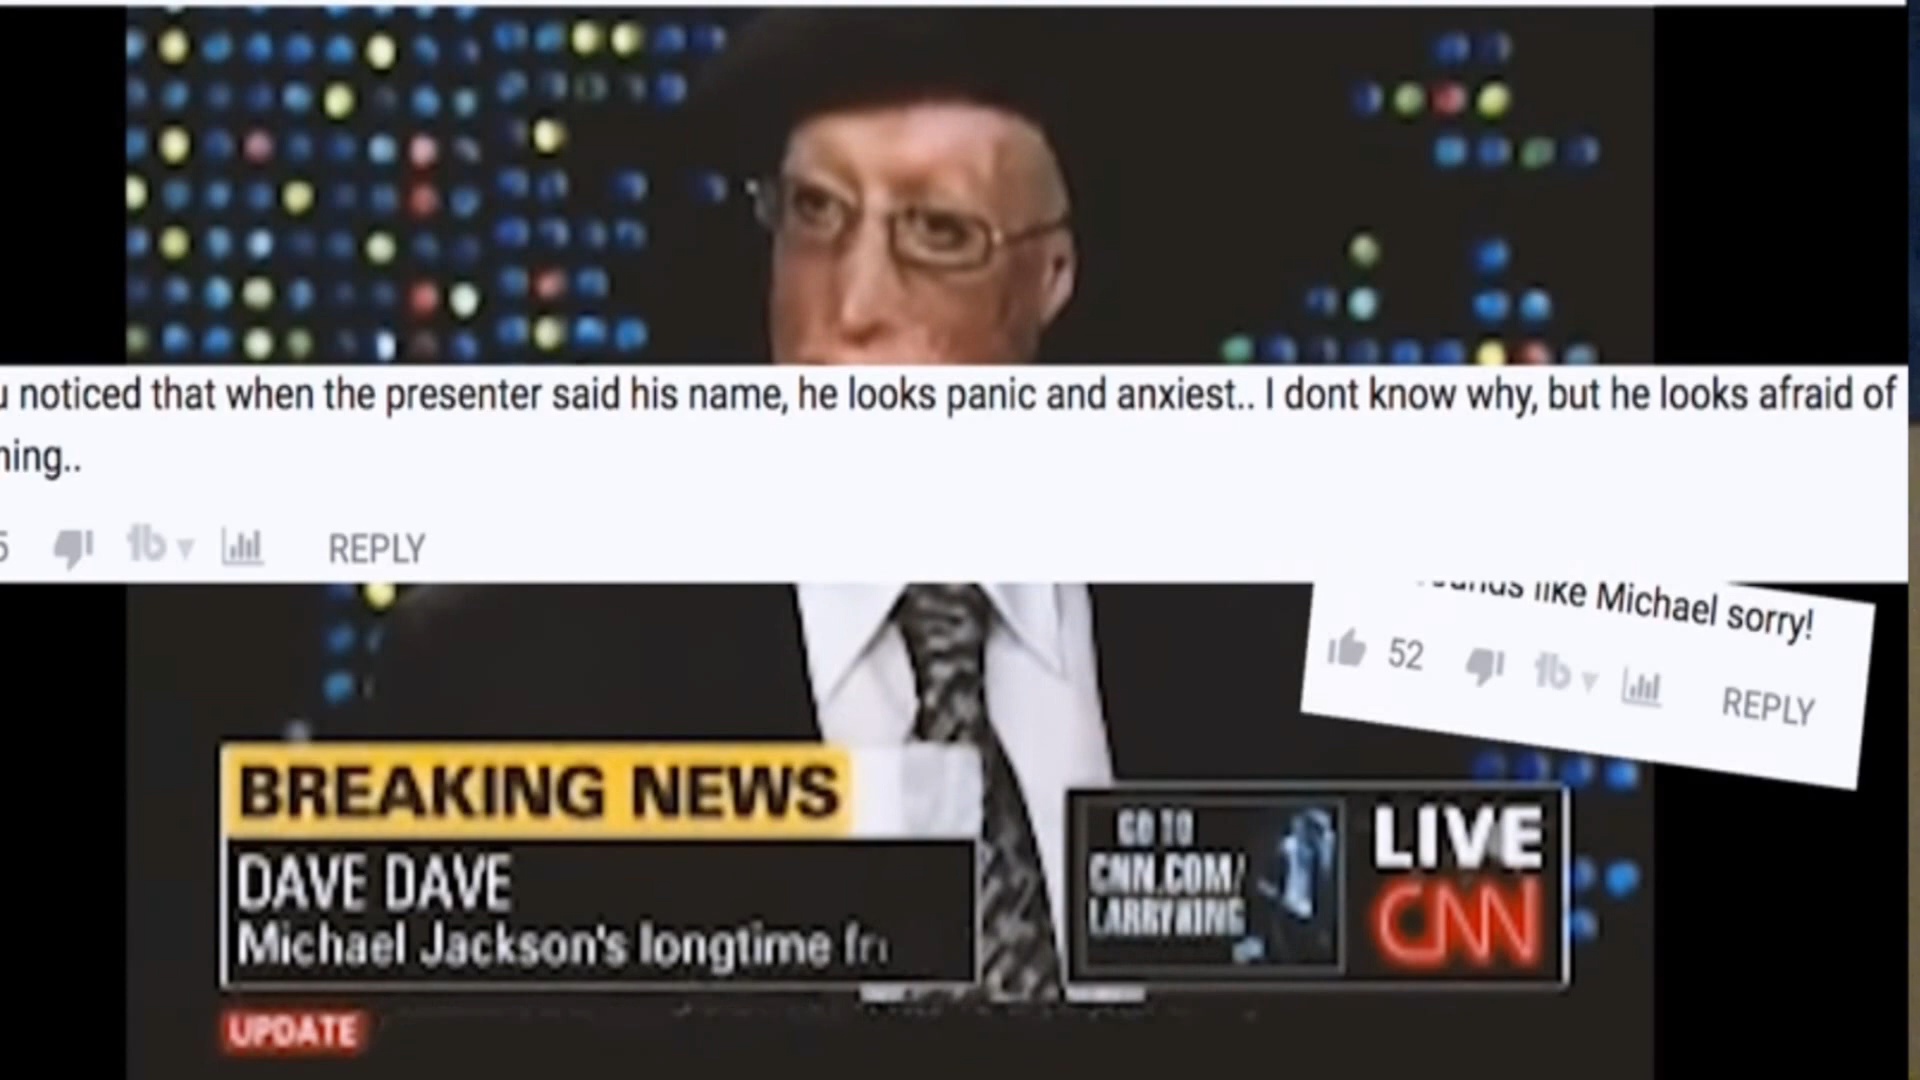 noticed that when the presenter said his name, he looks panic and anxiest.. I dont know why, but he looks afraid of
hing..
5 REPLY
like Michael sorry!
52 REPLY
BREAKING NEWS
DAVE DAVE
Michael Jackson's longtime
UPDATE
GO TO
CNN.COM/
LARRYKING
LIVE
CNN